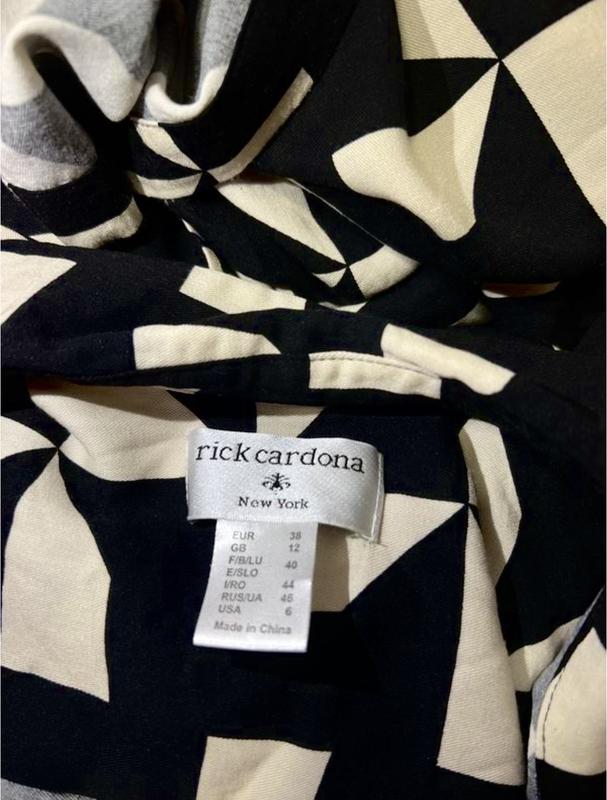 rick cardona
New York
EUR 38
GB 12
F/B/LU 40
E/SLO
I/RO 44
RUS/UA 46
USA 6
Made in China